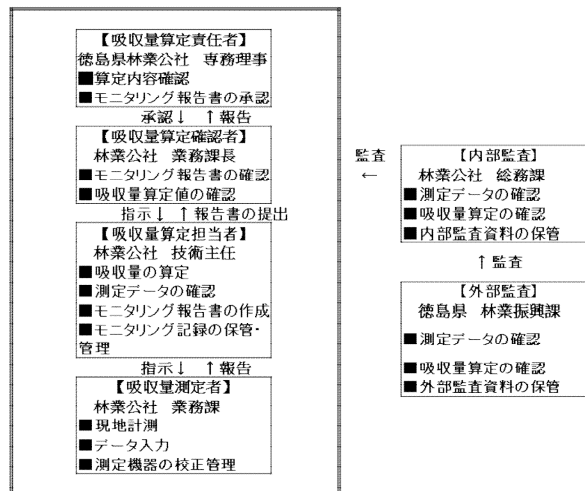 【吸収量算定責任者】
徳島県林業公社　専務理事
■算定内容確認
■モニタリング報告書の承認
承認↓　↑報告
【吸収量算定確認者】
林業公社　業務課長
■モニタリング報告書の確認
■吸収量算定値の確認
指示↓　↑報告書の提出
【吸収量算定担当者】
林業公社　技術主任
■吸収量の算定
■測定データの確認
■モニタリング報告書の作成
■モニタリング記録の保管・
管理
指示↓　↑報告
【吸収量測定者】
林業公社　業務課
■現地計測
■データ入力
■測定機器の校正管理
監査
←
【内部監査】
林業公社　総務課
■測定データの確認
■吸収量算定の確認
■内部監査資料の保管
↑監査
【外部監査】
徳島県　林業振興課
■測定データの確認
■吸収量算定の確認
■外部監査資料の保管